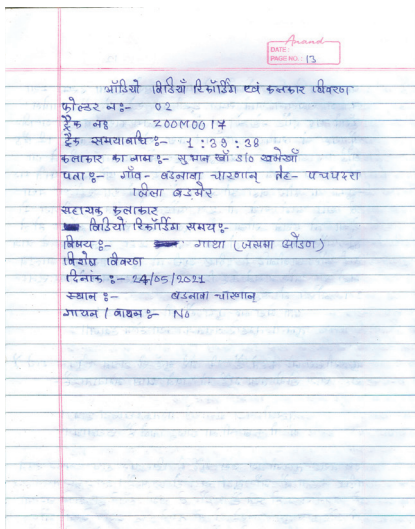 Anand
DATE :
PAGE NO. : 13
ऑडियो विडियों रिकॉर्डिंग एवं कलाकार विवरण
फोल्डर न॰:- 02
ट्रैक न॰ ZOOM0017
ट्रैक समयावधि :- 1:39:38
कलाकार का नाम :- सुभान खाँ S/o खमेखाँ
पता :- गाँव- बडनावा चारणान् तह- पचपदरा
जिला बाड़मेर
सहायक कलाकार
विडियो रिकॉर्डिंग समय :-
विषय :- गाथा (जसमा ओडण)
विशेष विवरण
दिनांक :- 24/05/2021
स्थान :- बडनावा चारणान्
गायन / वादन :- No